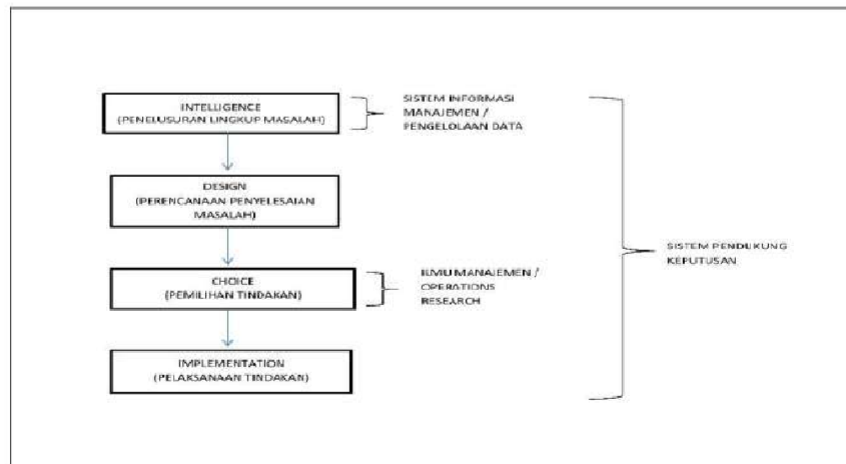 INTELLIGENCE
(PENELUSURAN LINGKUP MASALAH)
SISTEM INFORMASI
MANAJEMEN /
PENGELOLAAN DATA
DESIGN
(PERENCANAAN PENYELESAIAN
MASALAH)
SISTEM PENDUKUNG
KEPUTUSAN
CHOICE
(PEMILIHAN TINDAKAN)
ILMU MANAJEMEN /
OPERATIONS
RESEARCH
IMPLEMENTATION
(PELAKSANAAN TINDAKAN)